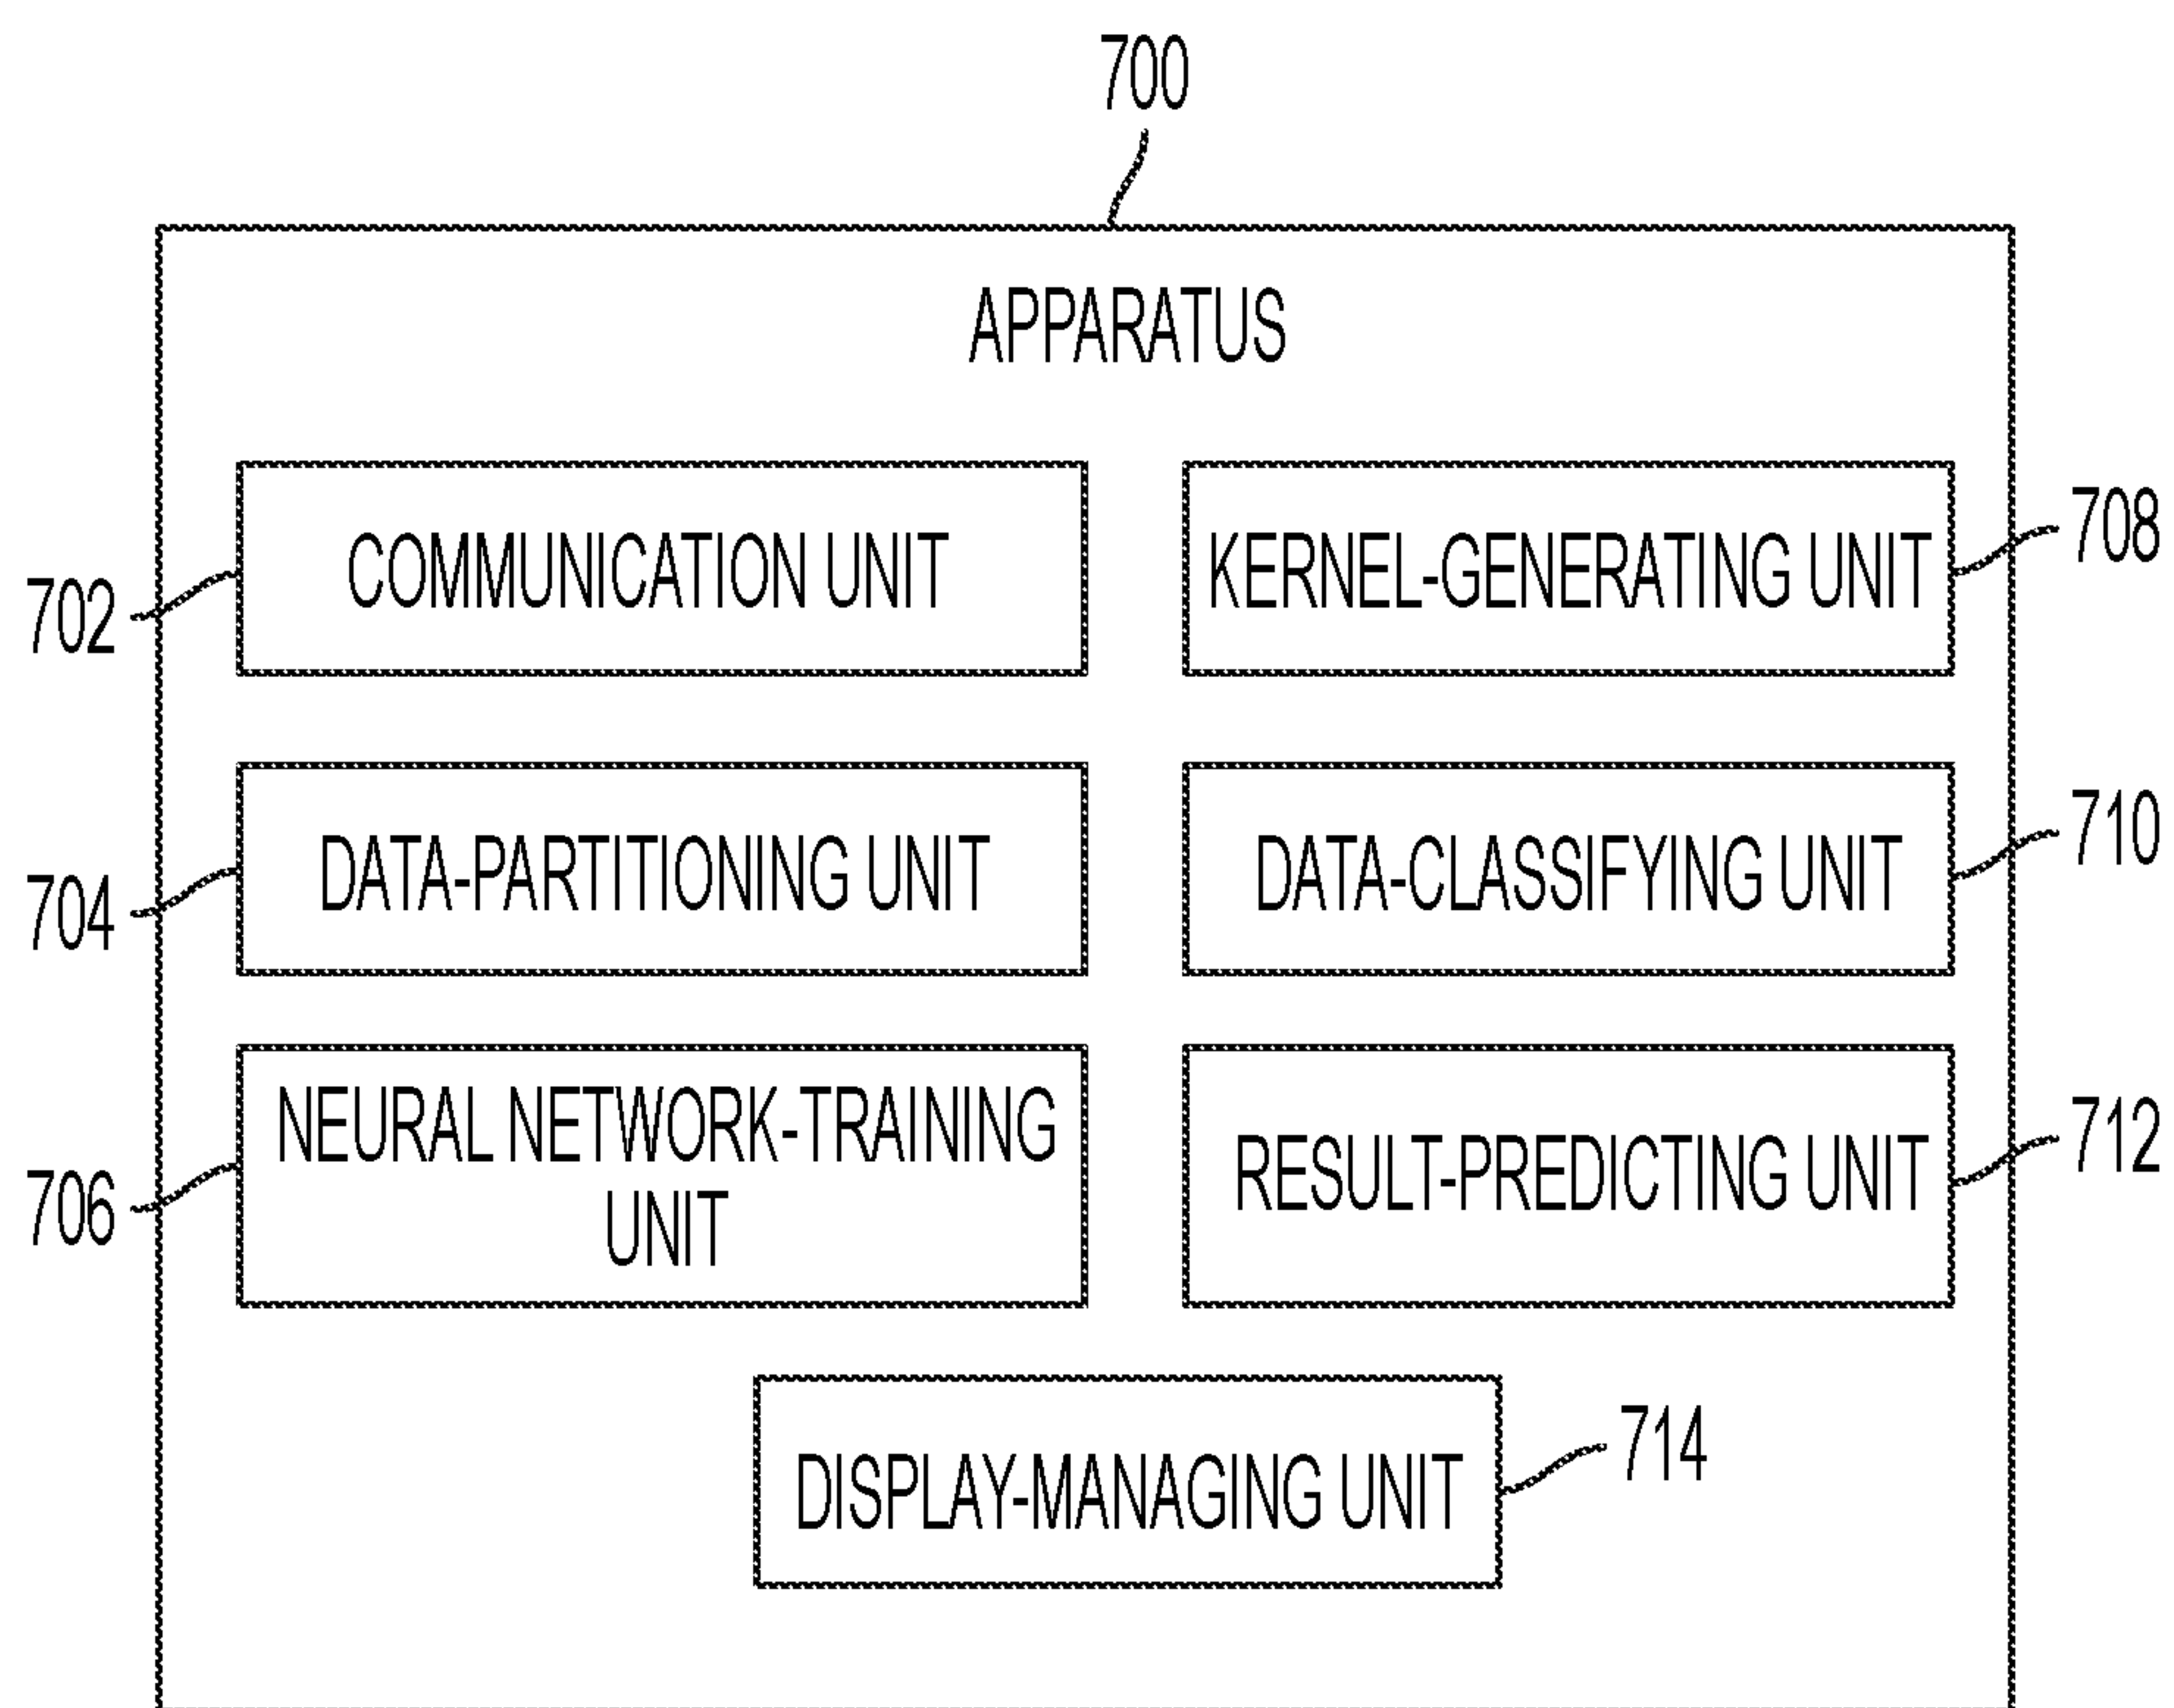 700
APPARATUS
COMMUNICATION UNIT
702
KERNEL-GENERATING UNIT
708
DATA-PARTITIONING UNIT
704
DATA-CLASSIFYING UNIT
710
NEURAL NETWORK-TRAINING
UNIT
706
RESULT-PREDICTING UNIT
712
DISPLAY-MANAGING UNIT
714